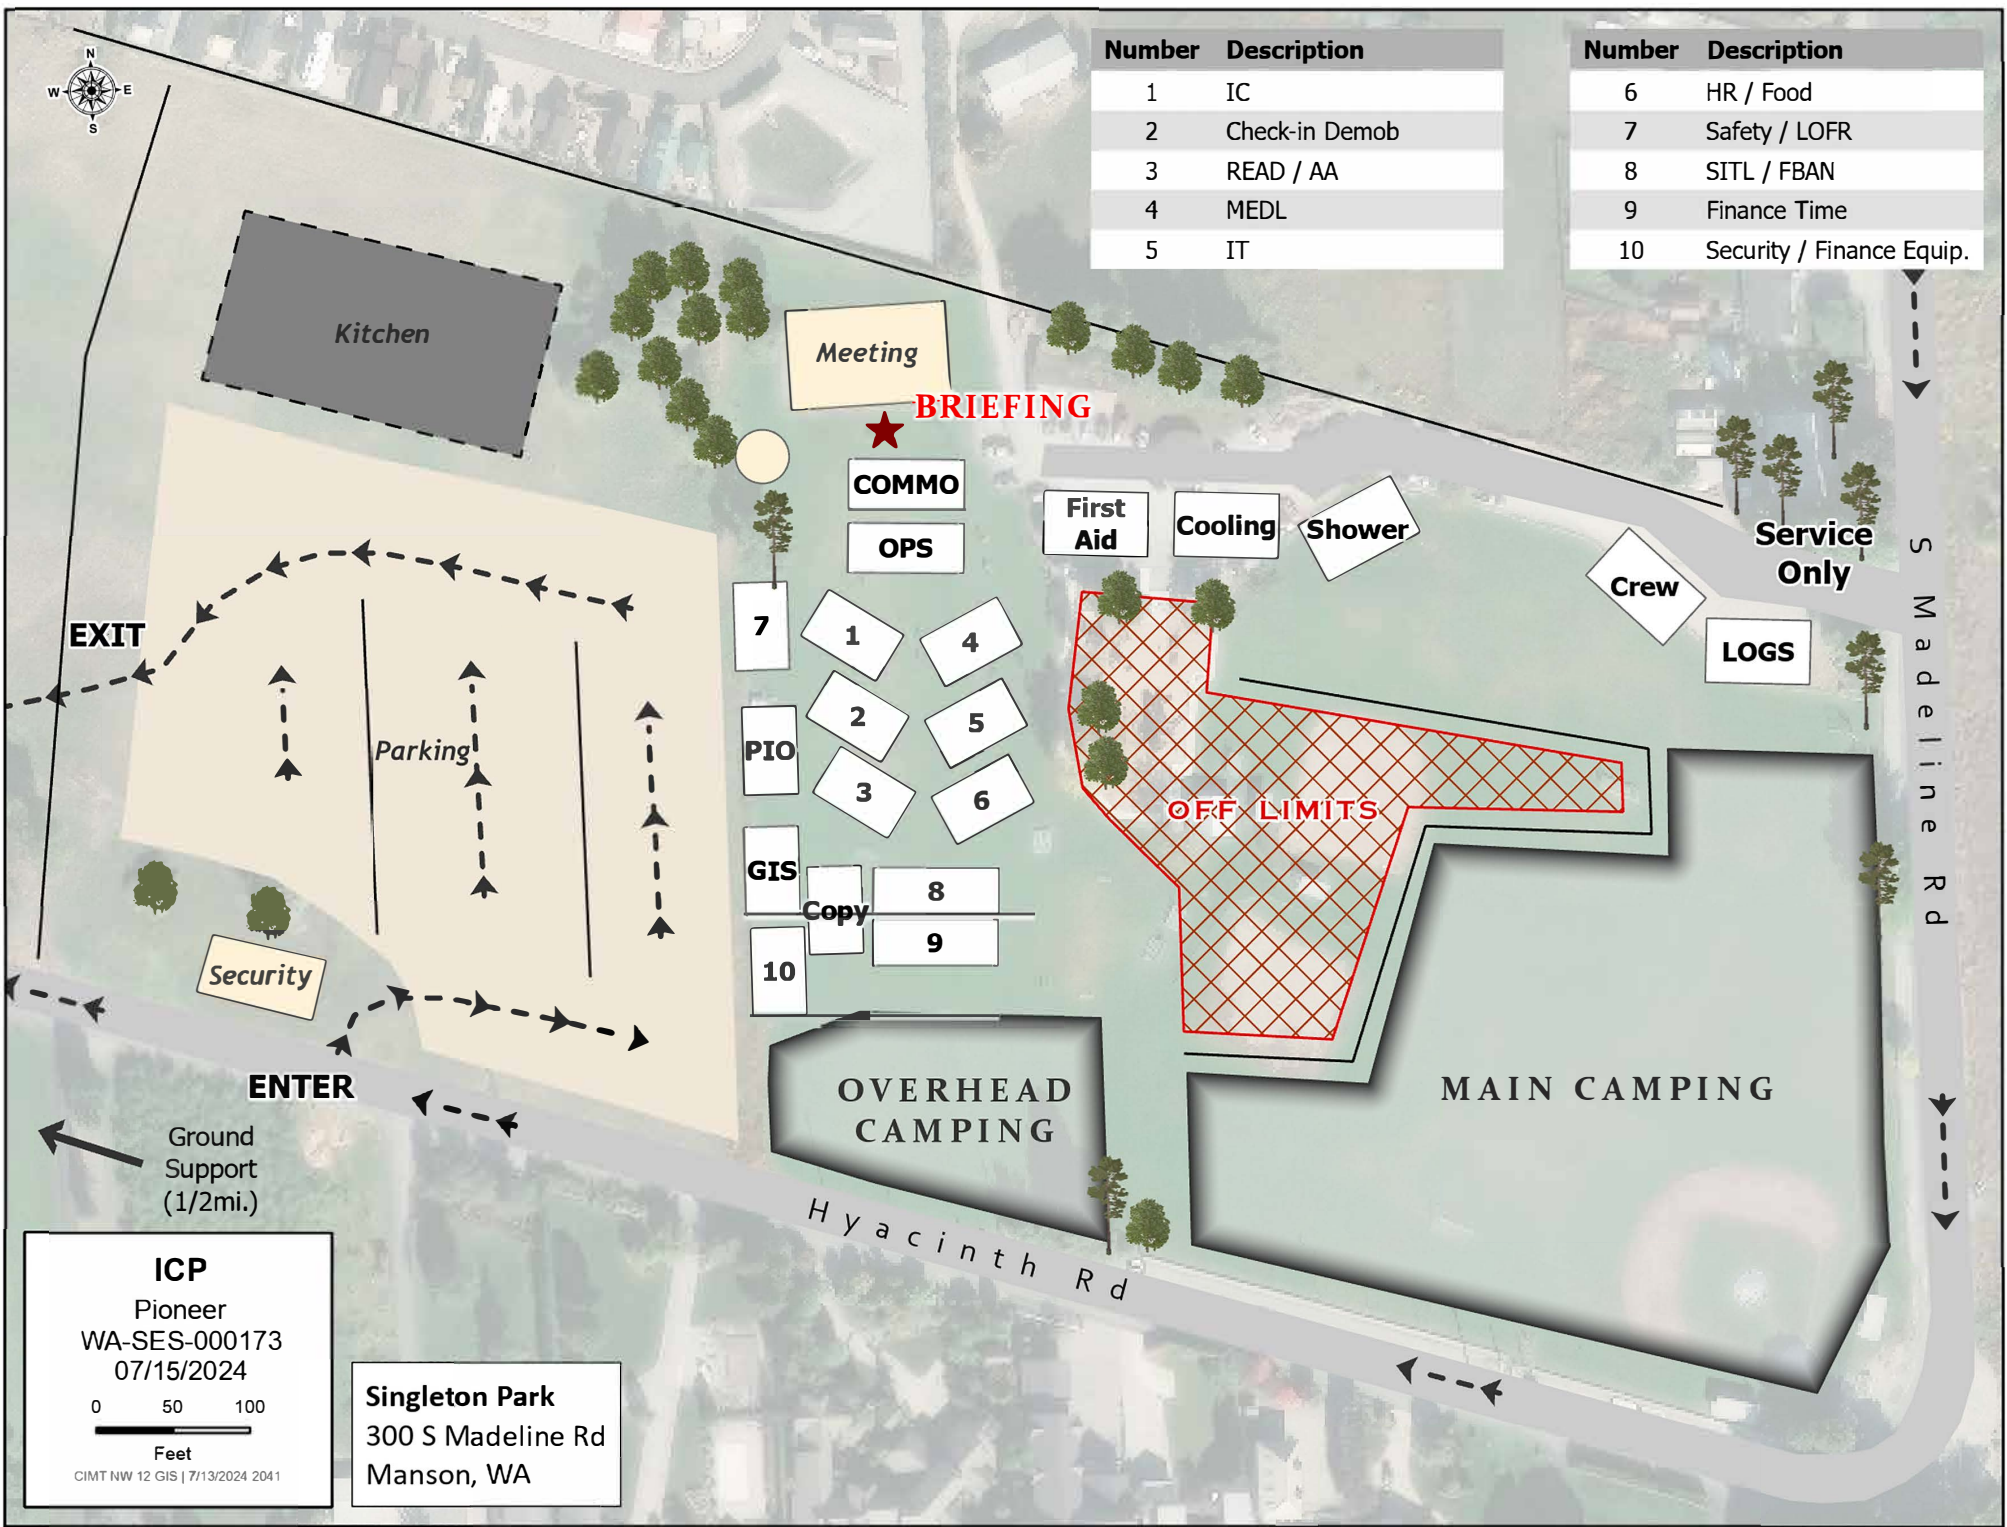 N
W E
S
Number Description
1 IC
2 Check-in Demob
3 READ / AA
4 MEDL
5 IT
Number Description
6 HR / Food
7 Safety / LOFR
8 SITL / FBAN
9 Finance Time
10 Security / Finance Equip.
Kitchen
Meeting
BRIEFING
COMMO
OPS
First
Aid
Cooling
Shower
Crew
LOGS
Service
Only
S Madeline Rd
EXIT
Parking
7
1
4
PIO
2
5
3
6
GIS
Copy
8
9
10
OFF LIMITS
Security
ENTER
OVERHEAD
CAMPING
MAIN CAMPING
Hyacinth Rd
Ground
Support
(1/2mi.)
ICP
Pioneer
WA-SES-000173
07/15/2024
0 50 100
Feet
CIMT NW 12 GIS | 7/13/2024 2041
Singleton Park
300 S Madeline Rd
Manson, WA